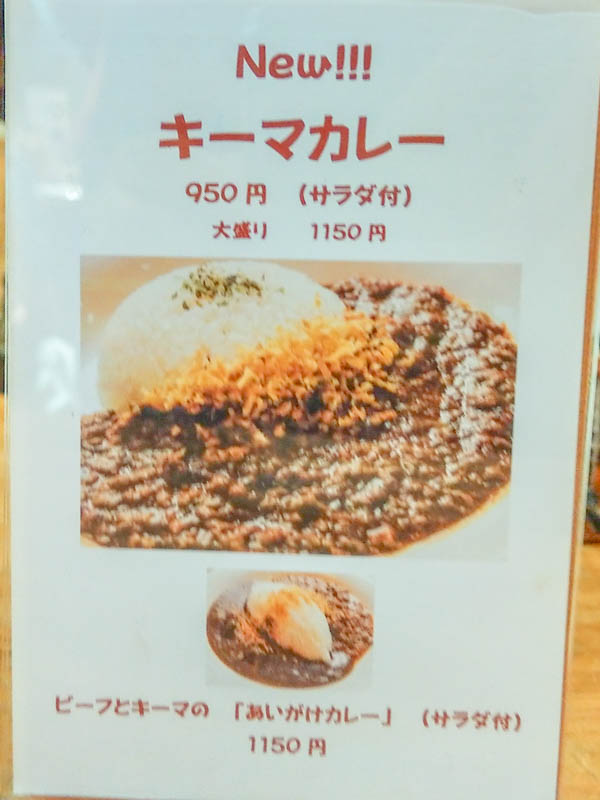 New!!!
キーマカレー
950円 (サラダ付)
大盛り 1150円
ビーフとキーマの 「あいがけカレー」 (サラダ付)
1150円